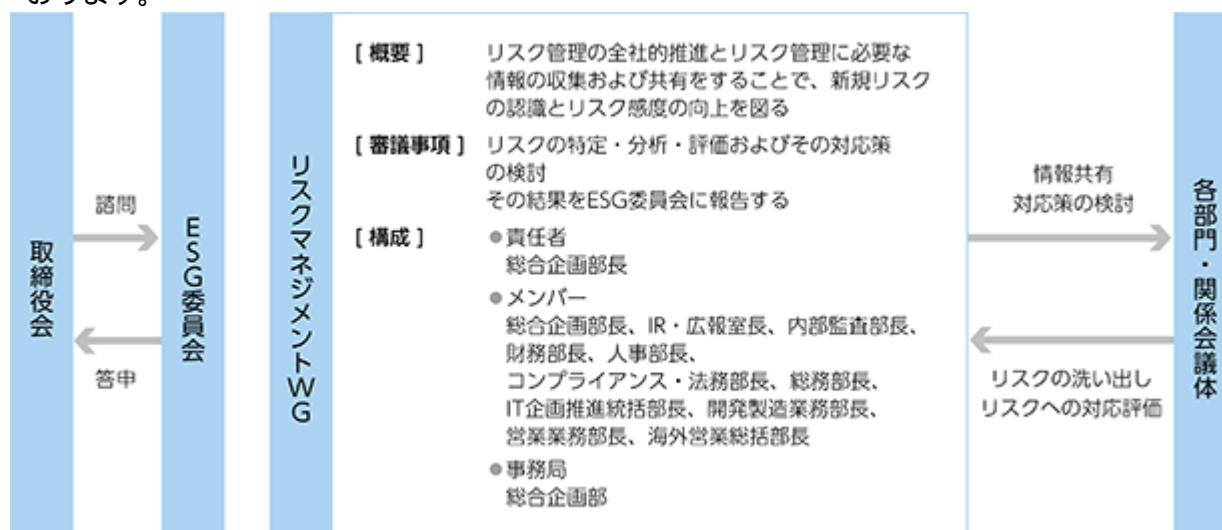 おります。
取締役会
諮問
答申
ESG委員会
リスクマネジメントWG
[ 概要 ] リスク管理の全社的推進とリスク管理に必要な
情報の収集および共有をすることで、新規リスク
の認識とリスク感度の向上を図る
[ 審議事項 ] リスクの特定・分析・評価およびその対応策
の検討
その結果をESG委員会に報告する
[ 構成 ] ●責任者
総合企画部長
●メンバー
総合企画部長、IR・広報室長、内部監査部長、
財務部長、人事部長、
コンプライアンス・法務部長、総務部長、
IT企画推進統括部長、開発製造業務部長、
営業業務部長、海外営業総括部長
●事務局
総合企画部
情報共有
対応策の検討
リスクの洗い出し
リスクへの対応評価
各部門・関係会議体